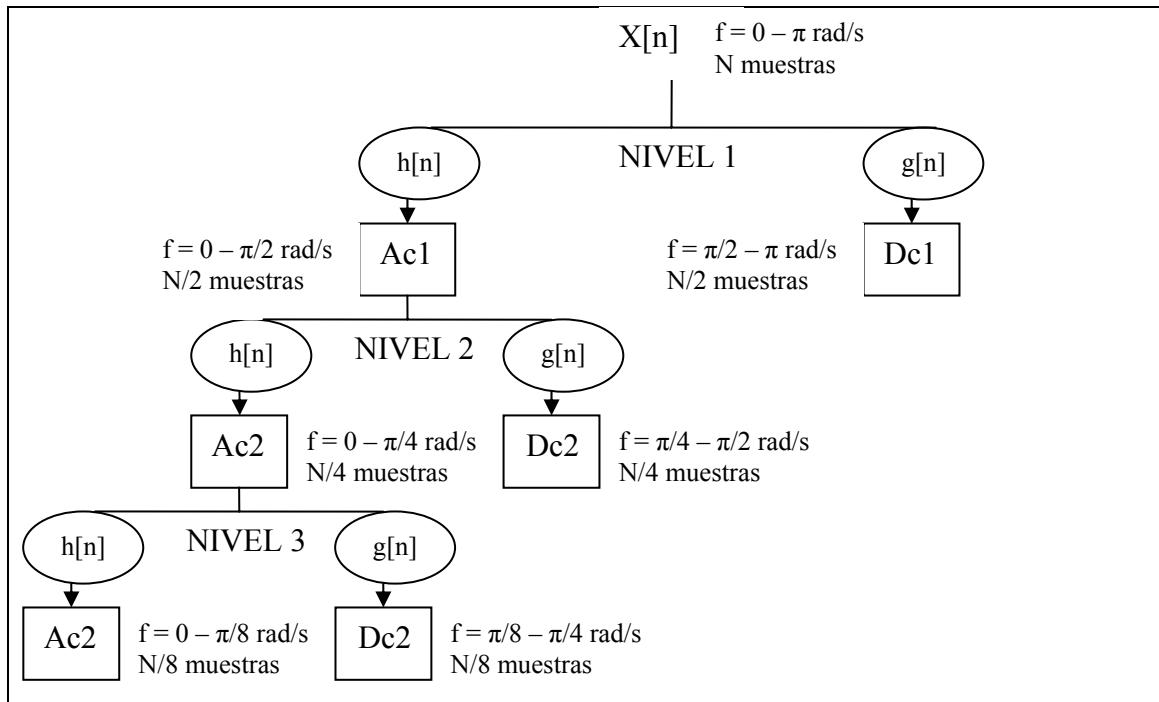 X[n]
f = 0 – π rad/s
N muestras
h[n]
NIVEL 1
g[n]
f = 0 – π/2 rad/s
N/2 muestras
Ac1
f = π/2 – π rad/s
N/2 muestras
Dc1
h[n]
NIVEL 2
g[n]
Ac2
f = 0 – π/4 rad/s
N/4 muestras
Dc2
f = π/4 – π/2 rad/s
N/4 muestras
h[n]
NIVEL 3
g[n]
Ac2
f = 0 – π/8 rad/s
N/8 muestras
Dc2
f = π/8 – π/4 rad/s
N/8 muestras